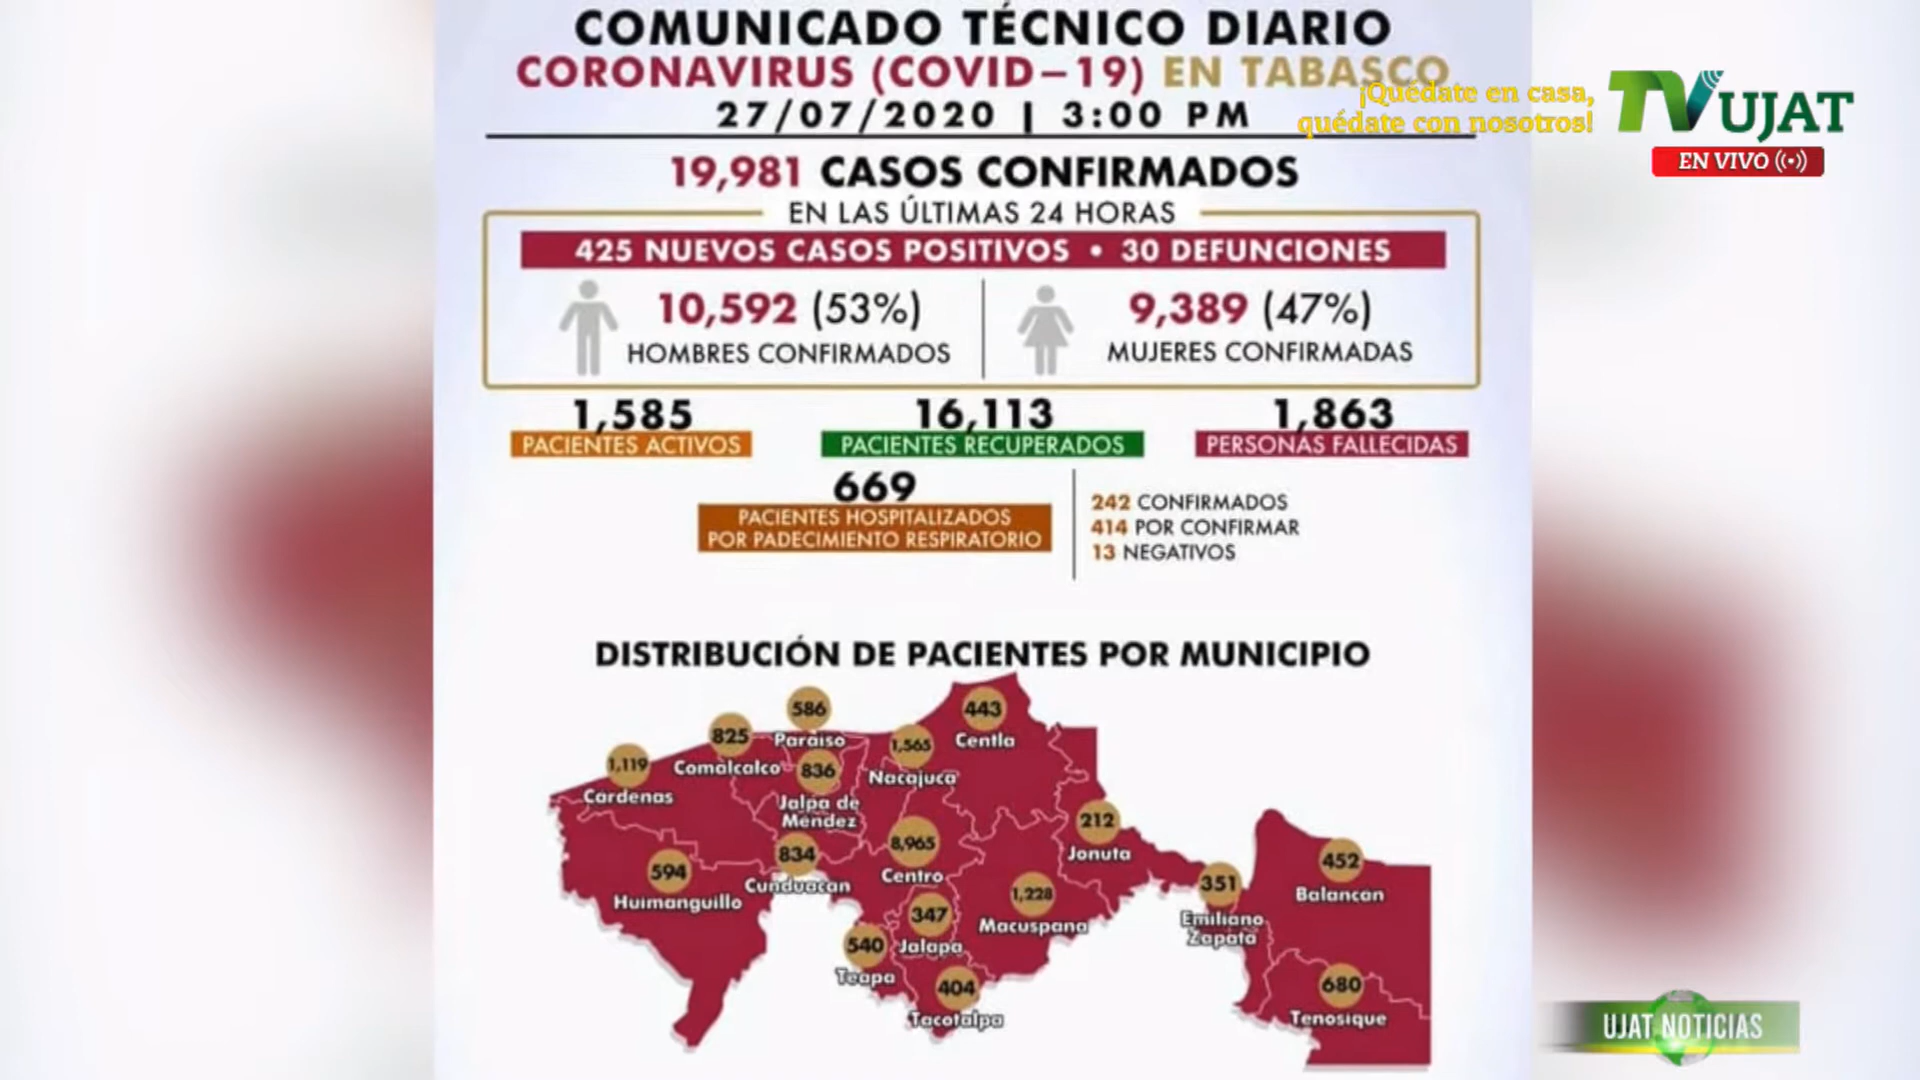 COMUNICADO TÉCNICO DIARIO
CORONAVIRUS (COVID–19) EN TABASCO
27/07/2020 | 3:00 PM
¡Quédate en casa,
quédate con nosotros!
TV UJAT
EN VIVO
19,981 CASOS CONFIRMADOS
EN LAS ÚLTIMAS 24 HORAS
425 NUEVOS CASOS POSITIVOS • 30 DEFUNCIONES
10,592 (53%)
HOMBRES CONFIRMADOS
9,389 (47%)
MUJERES CONFIRMADAS
1,585
PACIENTES ACTIVOS
16,113
PACIENTES RECUPERADOS
1,863
PERSONAS FALLECIDAS
669
PACIENTES HOSPITALIZADOS
POR PADECIMIENTO RESPIRATORIO
242 CONFIRMADOS
414 POR CONFIRMAR
13 NEGATIVOS
DISTRIBUCIÓN DE PACIENTES POR MUNICIPIO
586
Paraíso
443
Centla
825
Comalcalco
1,565
Nacajuca
1,119
Cárdenas
836
Jalpa de
Méndez
212
Jonuta
8,965
Centro
834
Cunduacán
594
Huimanguillo
452
Balancán
351
Emiliano
Zapata
1,228
Macuspana
347
Jalapa
540
Teapa
404
Tacotalpa
680
Tenosique
UJAT NOTICIAS